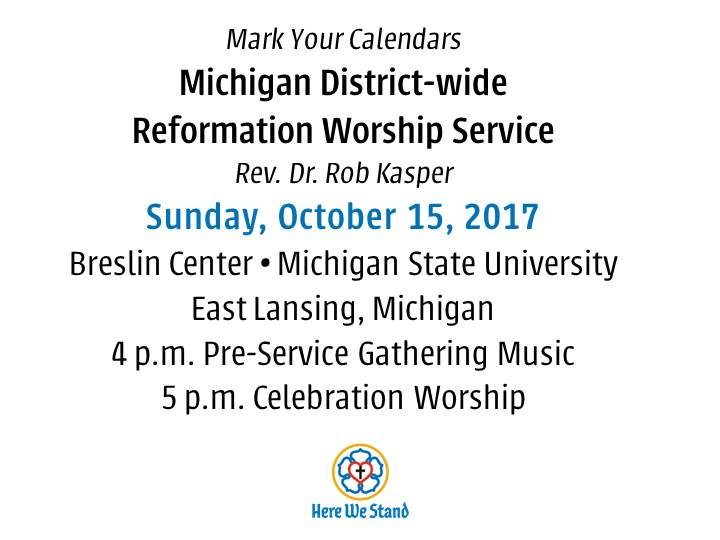 Mark Your Calendars
Michigan District-wide
Reformation Worship Service
Rev. Dr. Rob Kasper
Sunday, October 15, 2017
Breslin Center • Michigan State University
East Lansing, Michigan
4 p.m. Pre-Service Gathering Music
5 p.m. Celebration Worship
Here We Stand